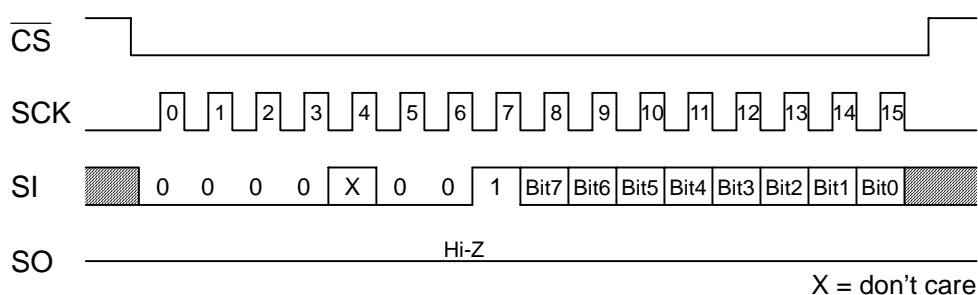 CS
SCK 0 1 2 3 4 5 6 7 8 9 10 11 12 13 14 15
SI 0 0 0 0 X 0 0 1 Bit7 Bit6 Bit5 Bit4 Bit3 Bit2 Bit1 Bit0
Hi-Z
SO
X = don't care